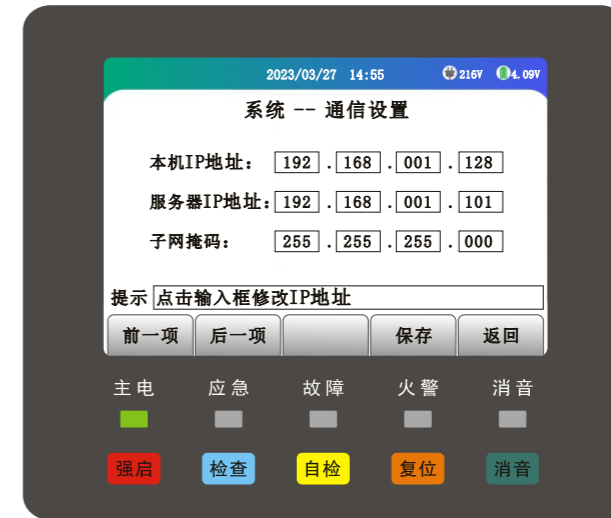 2023/03/27 14:55 216V 4.09V
系统 -- 通信设置
本机IP地址: 192 . 168 . 001 . 128
服务器IP地址: 192 . 168 . 001 . 101
子网掩码: 255 . 255 . 255 . 000
提示 点击输入框修改IP地址
前一项 后一项 保存 返回
主电 应急 故障 火警 消音
强启 检查 自检 复位 消音